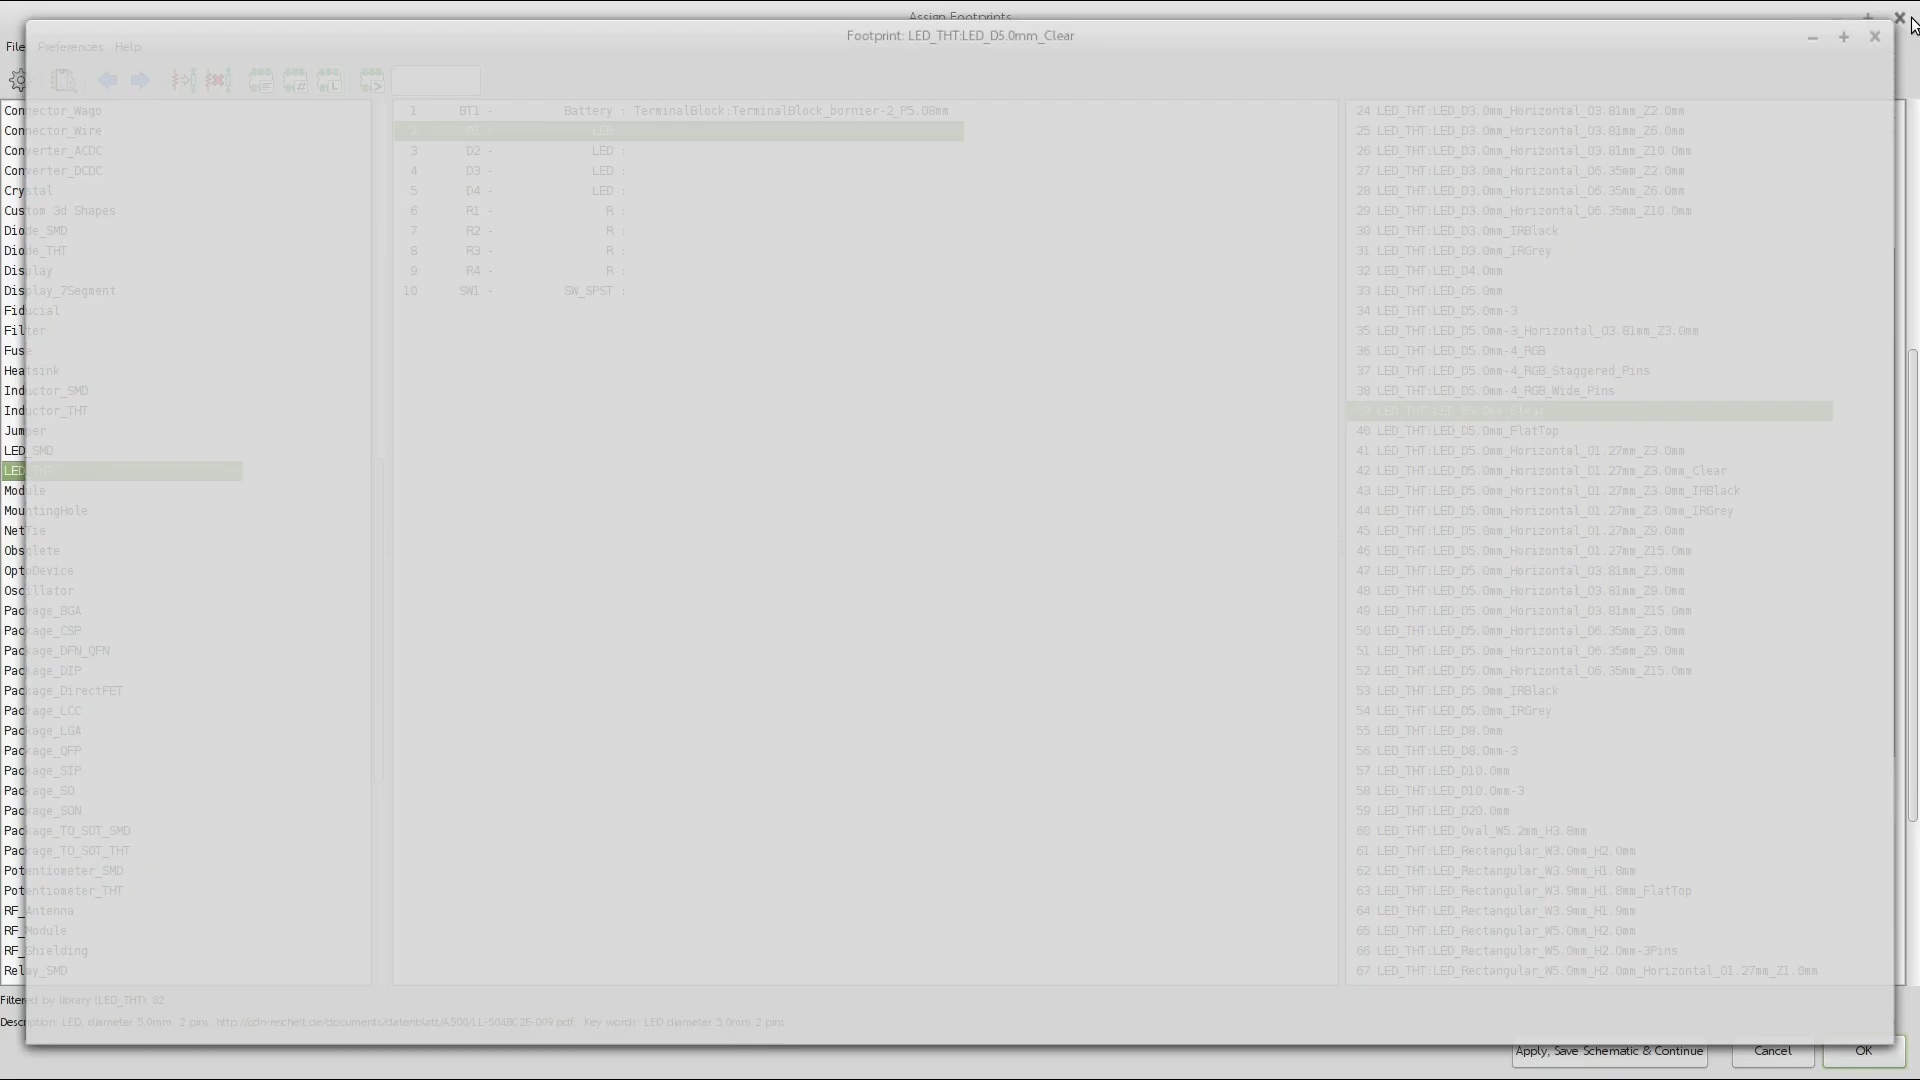 Assign Footprints
Footprint: LED_THT:LED_D5.0mm_Clear
File Preferences Help
Connector_Wago
Connector_Wire
Converter_ACDC
Converter_DCDC
Crystal
Custom 3d Shapes
Diode_SMD
Diode_THT
Display
Display_7Segment
Fiducial
Filter
Fuse
Heatsink
Inductor_SMD
Inductor_THT
Jumper
LED_SMD
LED_THT
Module
MountingHole
NetTie
Obsolete
OptoDevice
Oscillator
Package_BGA
Package_CSP
Package_DFN_QFN
Package_DIP
Package_DirectFET
Package_LCC
Package_LGA
Package_QFP
Package_SIP
Package_SO
Package_SON
Package_TO_SOT_SMD
Package_TO_SOT_THT
Potentiometer_SMD
Potentiometer_THT
RF_Antenna
RF_Module
RF_Shielding
Relay_SMD
1 BT1 - Battery : TerminalBlock:TerminalBlock_bornier-2_P5.08mm
2 D1 - LED :
3 D2 - LED :
4 D3 - LED :
5 D4 - LED :
6 R1 - R :
7 R2 - R :
8 R3 - R :
9 R4 - R :
10 SW1 - SW_SPST :
24 LED_THT:LED_D3.0mm_Horizontal_O3.81mm_Z2.0mm
25 LED_THT:LED_D3.0mm_Horizontal_O3.81mm_Z6.0mm
26 LED_THT:LED_D3.0mm_Horizontal_O3.81mm_Z10.0mm
27 LED_THT:LED_D3.0mm_Horizontal_O6.35mm_Z2.0mm
28 LED_THT:LED_D3.0mm_Horizontal_O6.35mm_Z6.0mm
29 LED_THT:LED_D3.0mm_Horizontal_O6.35mm_Z10.0mm
30 LED_THT:LED_D3.0mm_IRBlack
31 LED_THT:LED_D3.0mm_IRGrey
32 LED_THT:LED_D4.0mm
33 LED_THT:LED_D5.0mm
34 LED_THT:LED_D5.0mm-3
35 LED_THT:LED_D5.0mm-3_Horizontal_O3.81mm_Z3.0mm
36 LED_THT:LED_D5.0mm-4_RGB
37 LED_THT:LED_D5.0mm-4_RGB_Staggered_Pins
38 LED_THT:LED_D5.0mm-4_RGB_Wide_Pins
39 LED_THT:LED_D5.0mm_Clear
40 LED_THT:LED_D5.0mm_FlatTop
41 LED_THT:LED_D5.0mm_Horizontal_O1.27mm_Z3.0mm
42 LED_THT:LED_D5.0mm_Horizontal_O1.27mm_Z3.0mm_Clear
43 LED_THT:LED_D5.0mm_Horizontal_O1.27mm_Z3.0mm_IRBlack
44 LED_THT:LED_D5.0mm_Horizontal_O1.27mm_Z3.0mm_IRGrey
45 LED_THT:LED_D5.0mm_Horizontal_O1.27mm_Z9.0mm
46 LED_THT:LED_D5.0mm_Horizontal_O1.27mm_Z15.0mm
47 LED_THT:LED_D5.0mm_Horizontal_O3.81mm_Z3.0mm
48 LED_THT:LED_D5.0mm_Horizontal_O3.81mm_Z9.0mm
49 LED_THT:LED_D5.0mm_Horizontal_O3.81mm_Z15.0mm
50 LED_THT:LED_D5.0mm_Horizontal_O6.35mm_Z3.0mm
51 LED_THT:LED_D5.0mm_Horizontal_O6.35mm_Z9.0mm
52 LED_THT:LED_D5.0mm_Horizontal_O6.35mm_Z15.0mm
53 LED_THT:LED_D5.0mm_IRBlack
54 LED_THT:LED_D5.0mm_IRGrey
55 LED_THT:LED_D8.0mm
56 LED_THT:LED_D8.0mm-3
57 LED_THT:LED_D10.0mm
58 LED_THT:LED_D10.0mm-3
59 LED_THT:LED_D20.0mm
60 LED_THT:LED_Oval_W5.2mm_H3.8mm
61 LED_THT:LED_Rectangular_W3.0mm_H2.0mm
62 LED_THT:LED_Rectangular_W3.9mm_H1.8mm
63 LED_THT:LED_Rectangular_W3.9mm_H1.8mm_FlatTop
64 LED_THT:LED_Rectangular_W3.9mm_H1.9mm
65 LED_THT:LED_Rectangular_W5.0mm_H2.0mm
66 LED_THT:LED_Rectangular_W5.0mm_H2.0mm-3Pins
67 LED_THT:LED_Rectangular_W5.0mm_H2.0mm_Horizontal_O1.27mm_Z1.0mm
Filtered by library (LED_THT): 82
Description: LED, diameter 5.0mm 2 pins, http://cdn-reichelt.de/documents/datenblatt/A500/LL-504BC2E-009.pdf; Key words: LED diameter 5.0mm 2 pins
Apply, Save Schematic & Continue Cancel OK